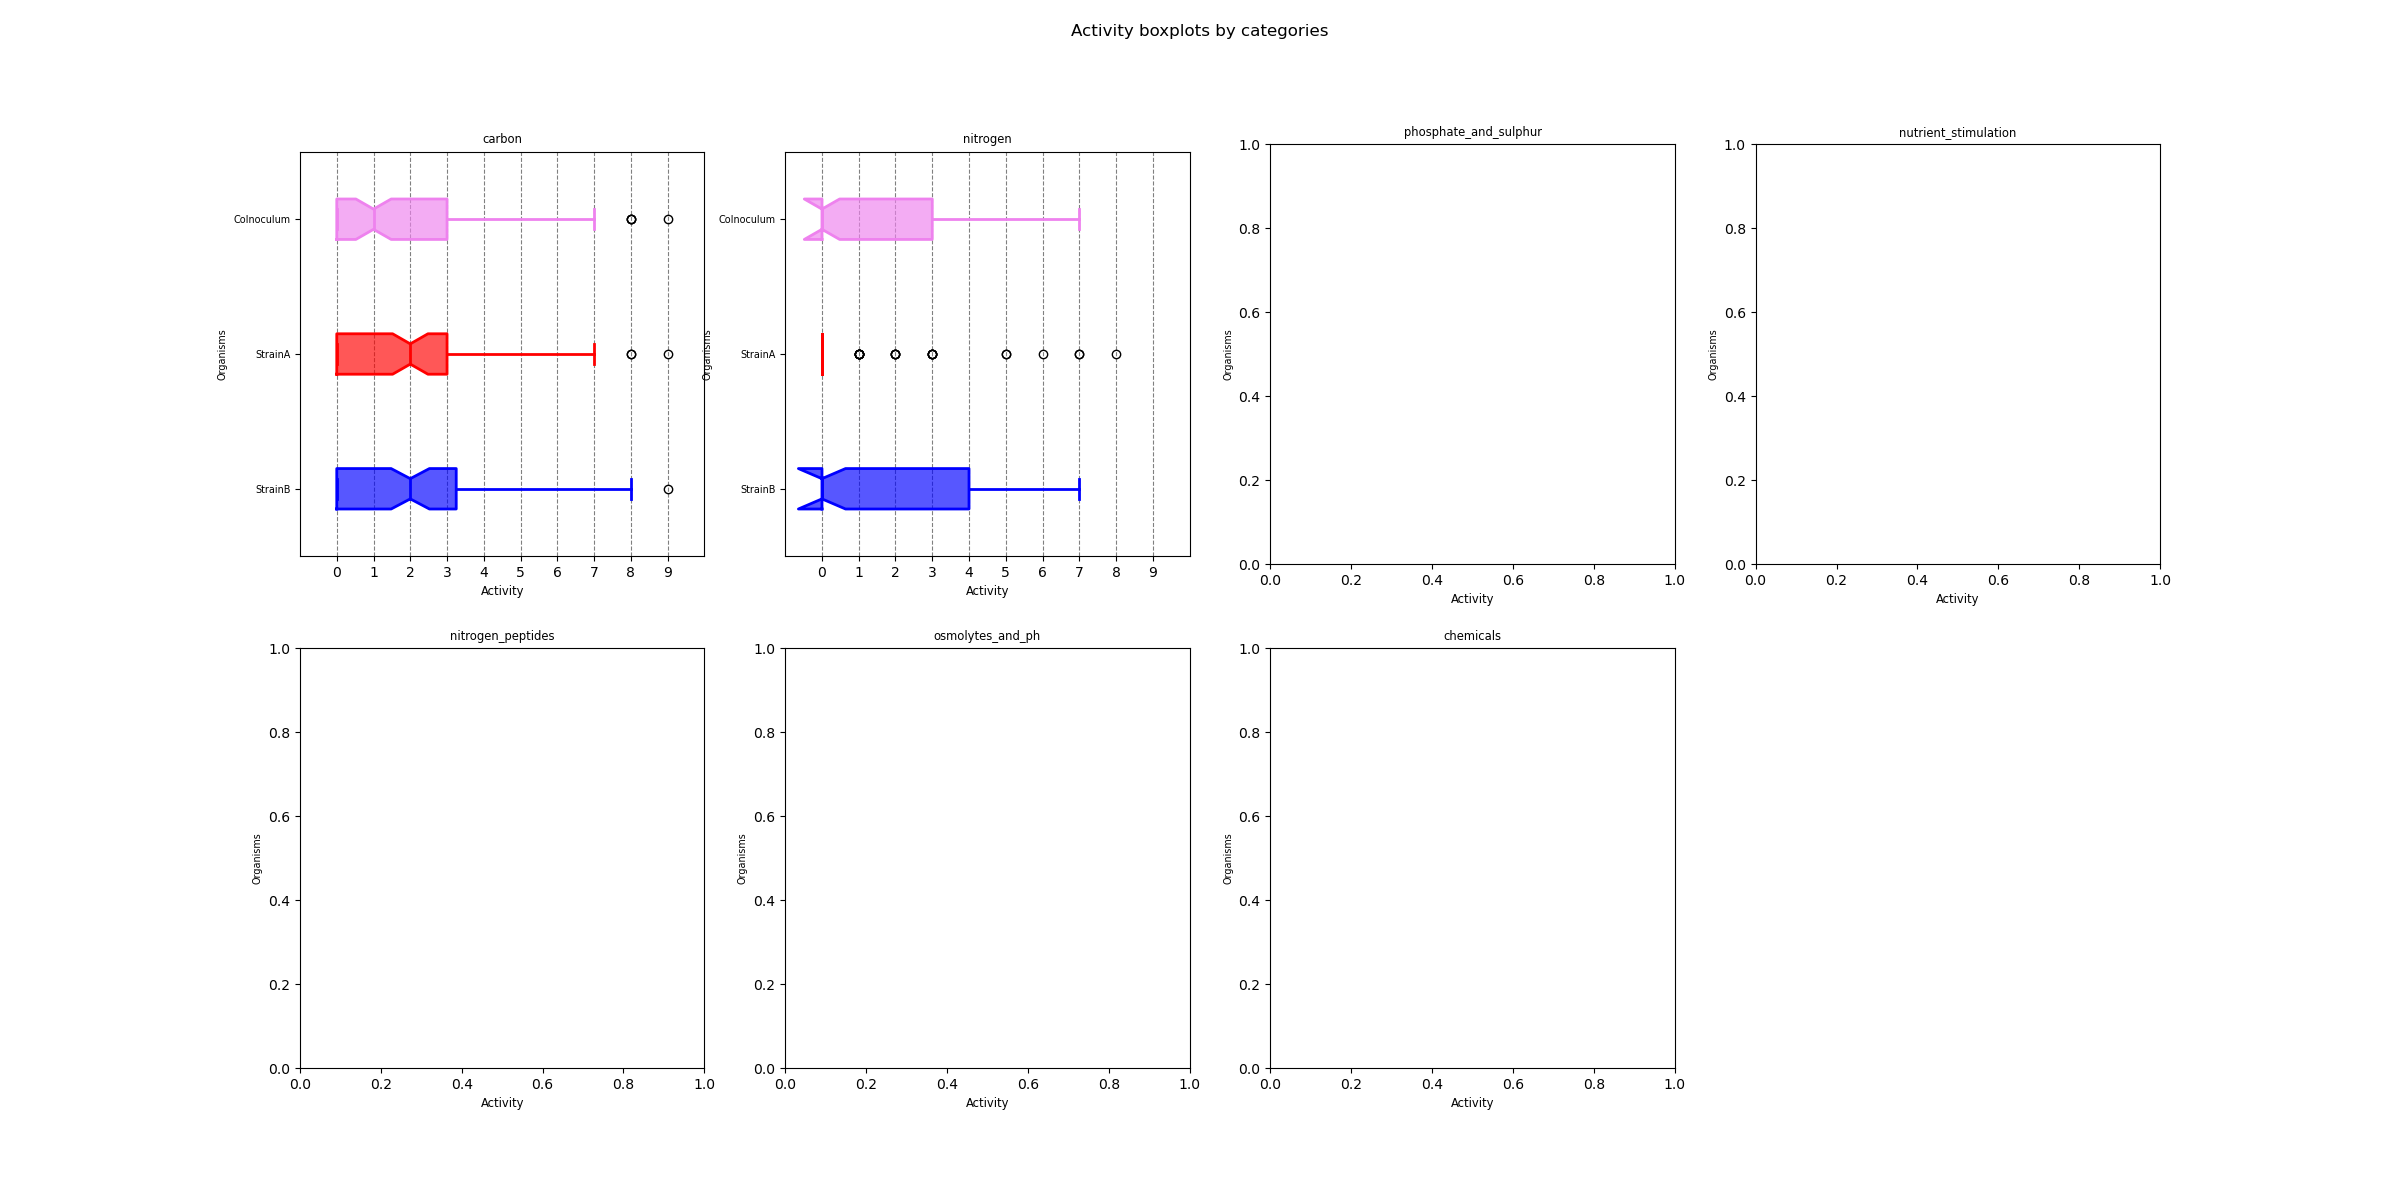 Activity boxplots by categories
carbon
Organisms
CoInoculum
StrainA
StrainB
0 1 2 3 4 5 6 7 8 9
Activity
nitrogen
Organisms
CoInoculum
StrainA
StrainB
0 1 2 3 4 5 6 7 8 9
Activity
phosphate_and_sulphur
Organisms
1.0
0.8
0.6
0.4
0.2
0.0
0.0 0.2 0.4 0.6 0.8 1.0
Activity
nutrient_stimulation
Organisms
1.0
0.8
0.6
0.4
0.2
0.0
0.0 0.2 0.4 0.6 0.8 1.0
Activity
nitrogen_peptides
Organisms
1.0
0.8
0.6
0.4
0.2
0.0
0.0 0.2 0.4 0.6 0.8 1.0
Activity
osmolytes_and_ph
Organisms
1.0
0.8
0.6
0.4
0.2
0.0
0.0 0.2 0.4 0.6 0.8 1.0
Activity
chemicals
Organisms
1.0
0.8
0.6
0.4
0.2
0.0
0.0 0.2 0.4 0.6 0.8 1.0
Activity